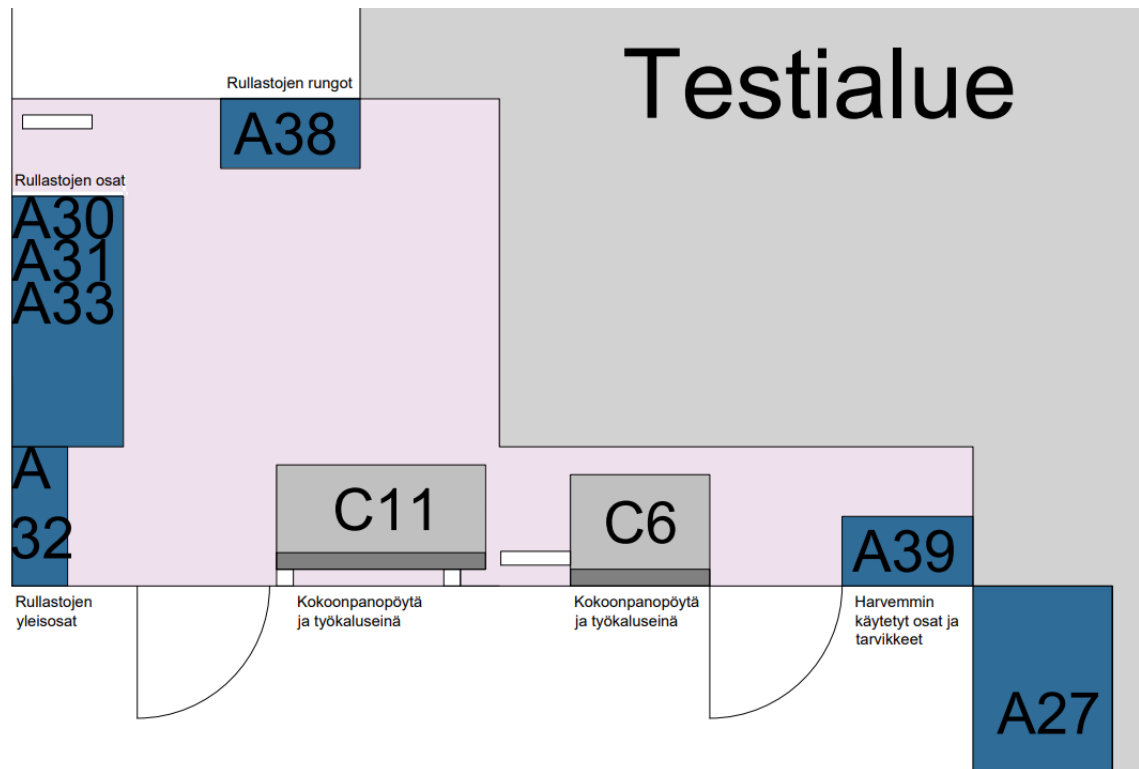 Testialue
Rullastojen rungot
A38
Rullastojen osat
A30
A31
A33
A
32
C11
C6
A39
Rullastojen
yleisosat
Kokoonpanopöytä
ja työkaluseinä
Kokoonpanopöytä
ja työkaluseinä
Harvemmin
käytetyt osat ja
tarvikkeet
A27